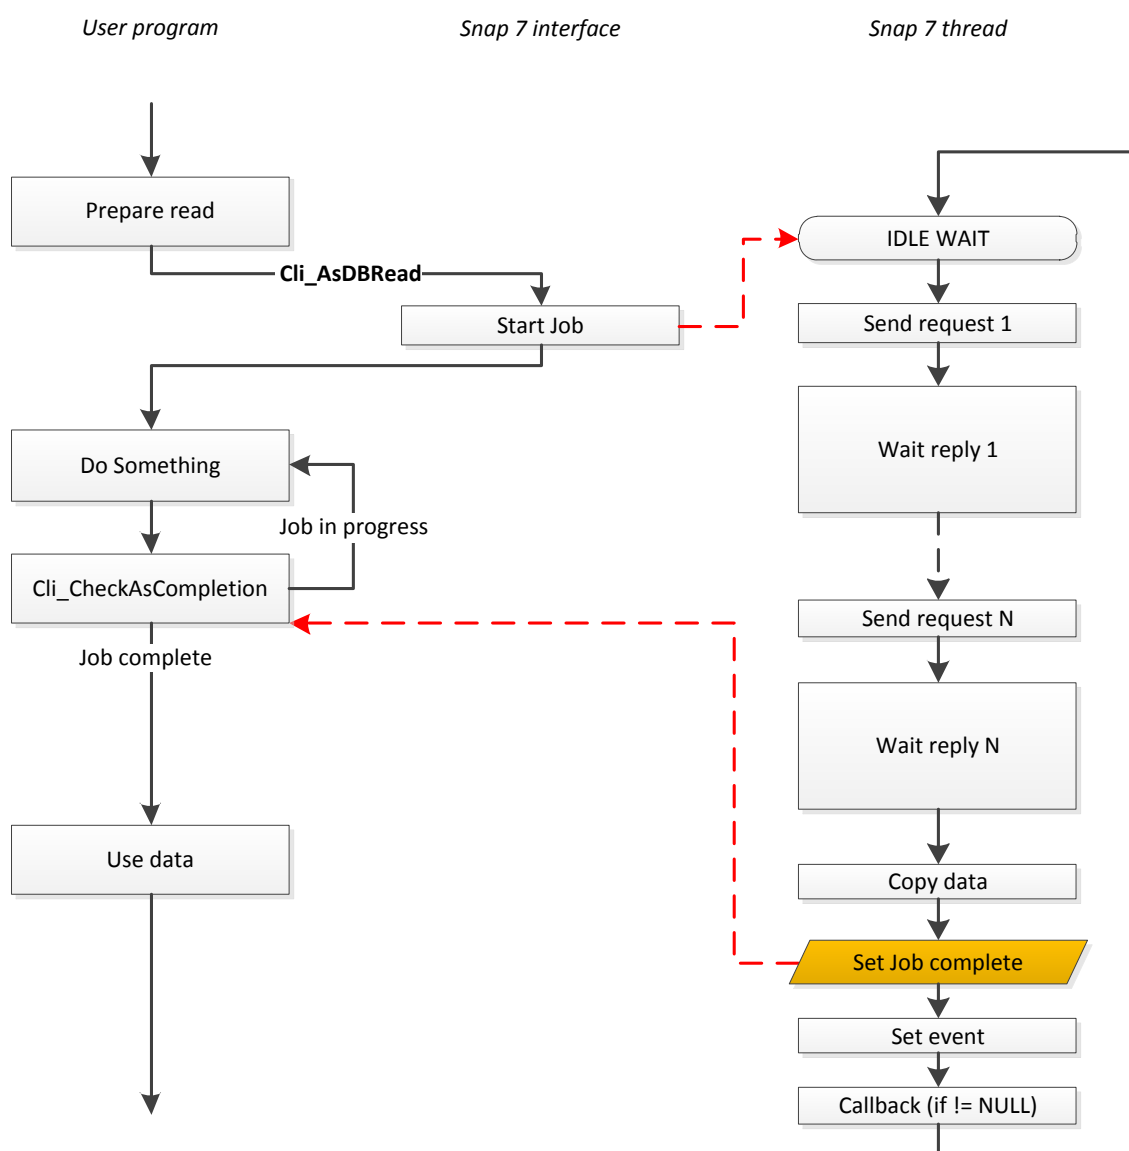 User program
Snap 7 interface
Snap 7 thread
Prepare read
IDLE WAIT
Cli_AsDBRead
Start Job
Send request 1
Do Something
Wait reply 1
Job in progress
Cli_CheckAsCompletion
Send request N
Job complete
Wait reply N
Use data
Copy data
Set Job complete
Set event
Callback (if != NULL)